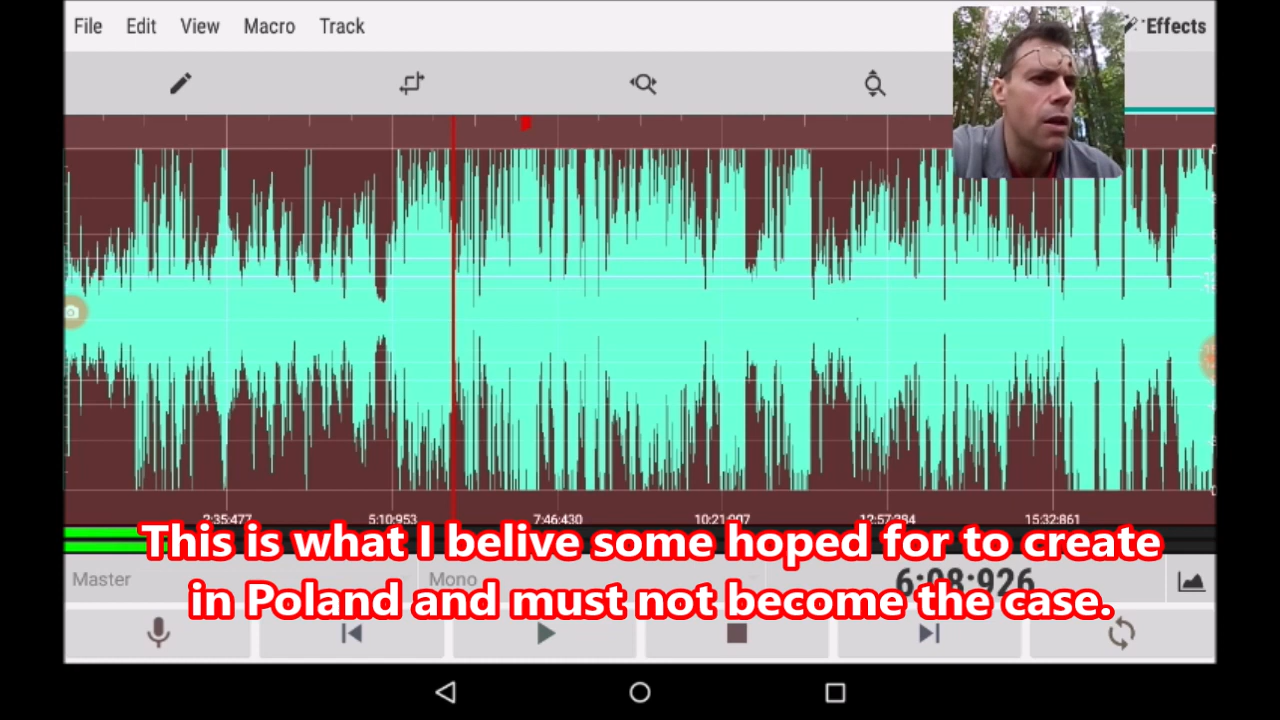 File Edit View Macro Track Effects
2:35:477 5:10:953 7:46:430 10:21:907 12:57:384 15:32:861
This is what I belive some hoped for to create
Master Mono 6:08:926
in Poland and must not become the case.